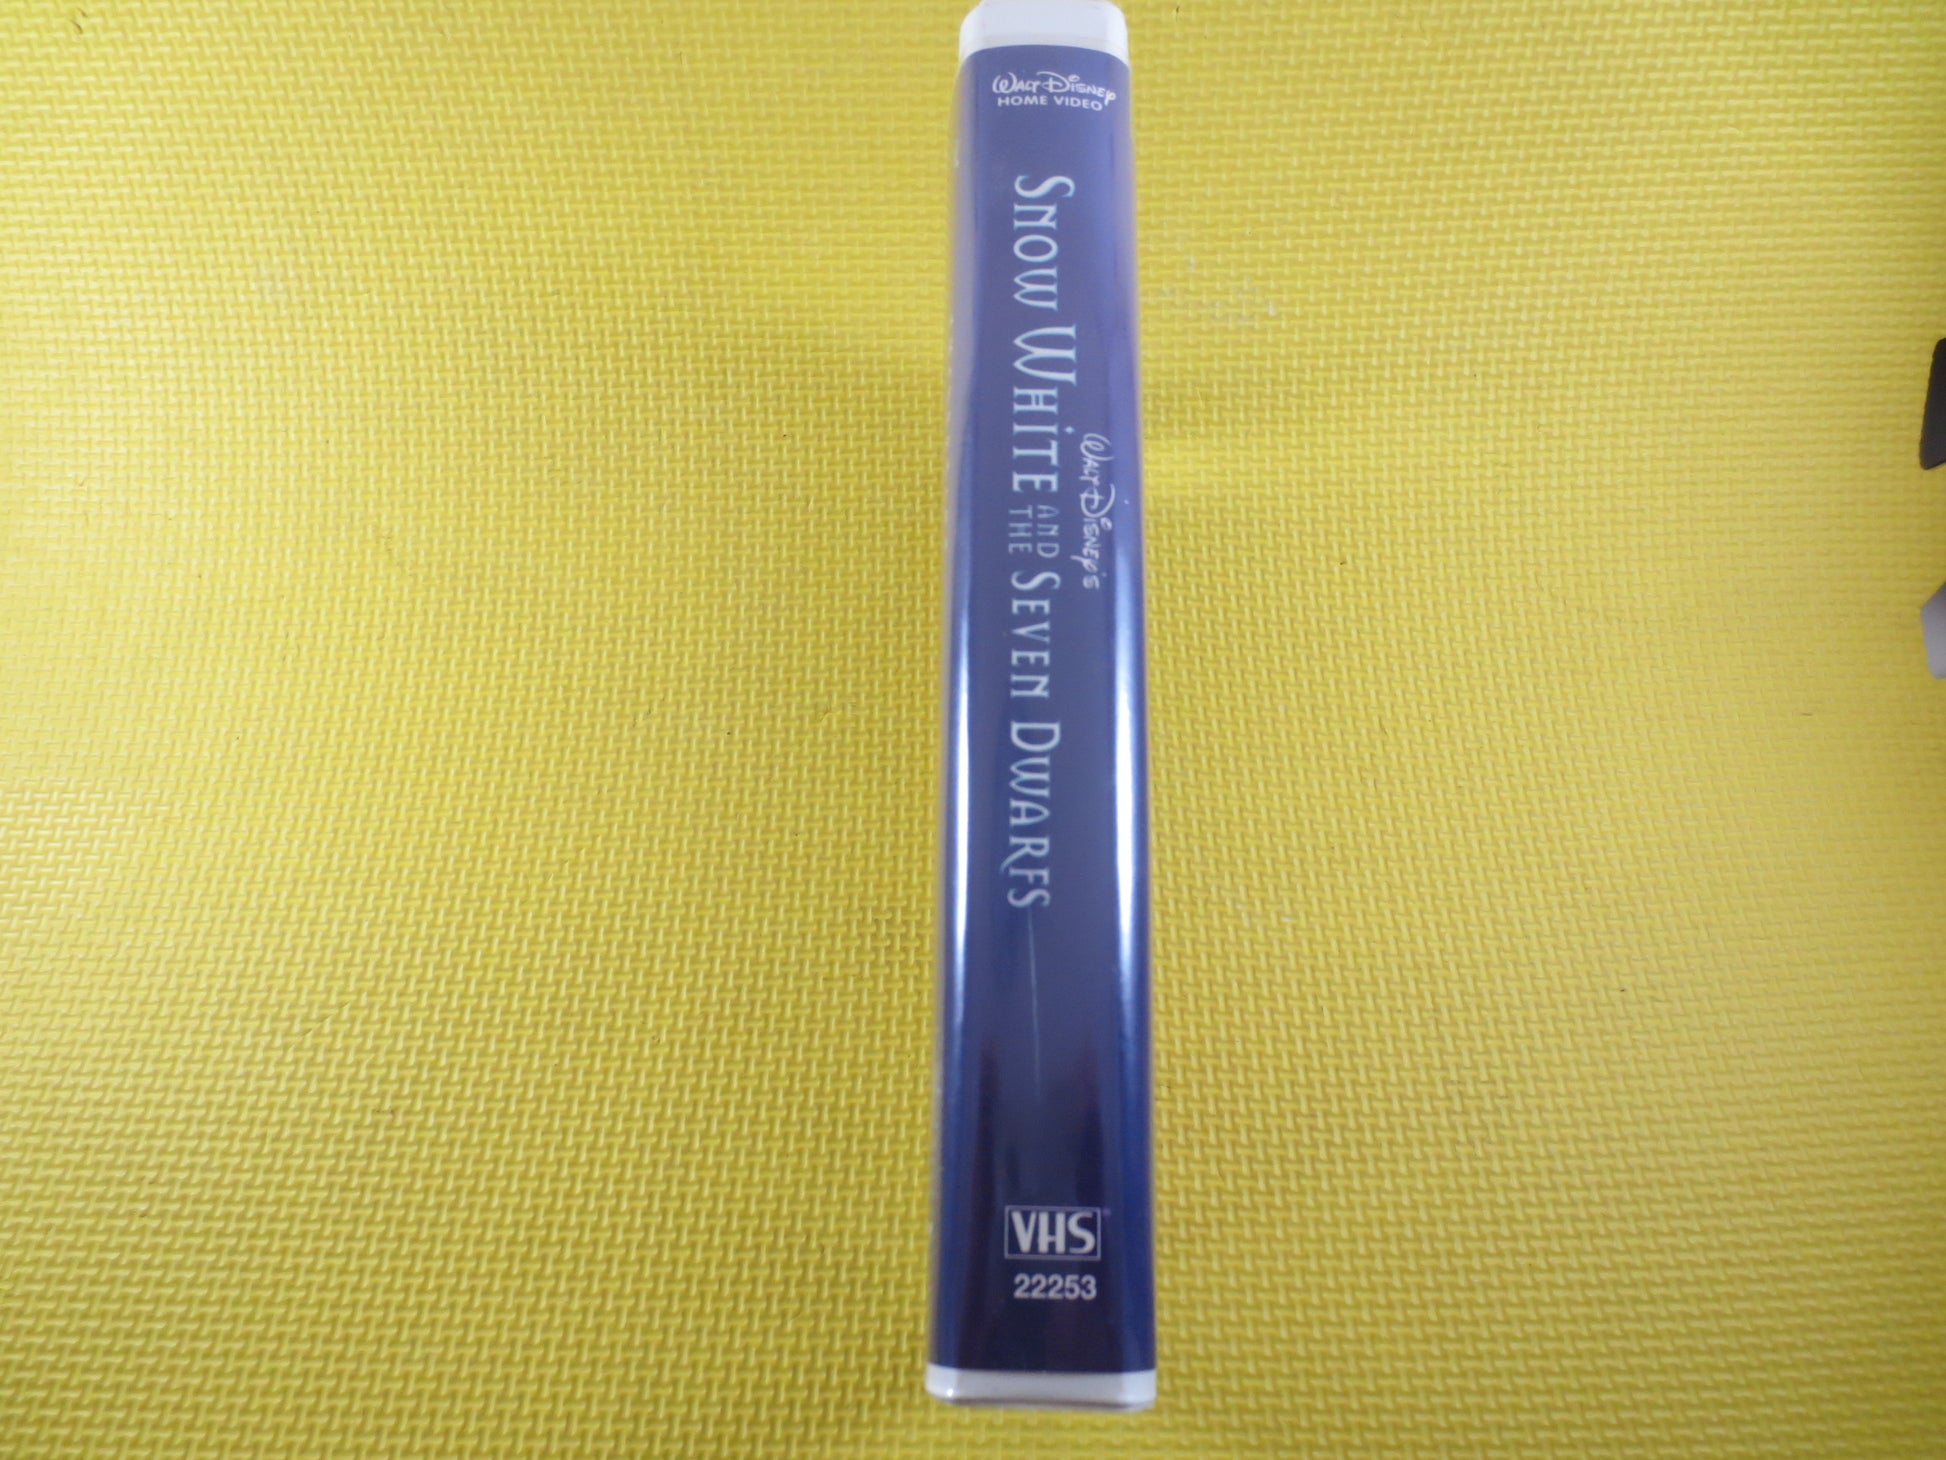 Walt Disney
HOME VIDEO
Walt Disney's
SNOW WHITE AND THE SEVEN DWARFS
VHS
22253